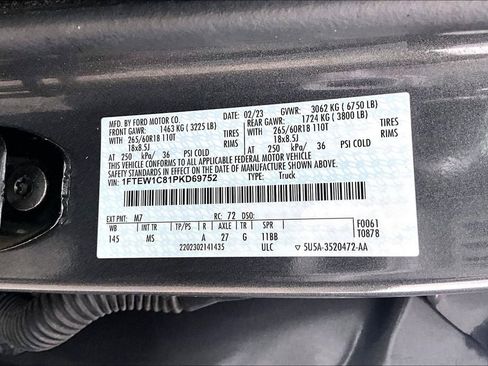 MFD. BY FORD MOTOR CO. 02/23 GVWR: 3062 KG ( 6750 LB)
FRONT GAWR: 1463 KG ( 3225 LB) REAR GAWR: 1724 KG ( 3800 LB)
265/60R18 110T TIRES 265/60R18 110T TIRES
18x8.5J RIMS 18x8.5J RIMS
AT 250 kPa/ 36 PSI COLD AT 250 kPa/ 36 PSI COLD
THIS VEHICLE CONFORMS TO ALL APPLICABLE FEDERAL MOTOR VEHICLE
SAFETY STANDARDS IN EFFECT ON THE DATE OF MANUFACTURE SHOWN ABOVE.
VIN: 1FTEW1C81PKD69752 TYPE: Truck
EXT PNT: M7 RC: 72 DSO: F0061
WB INT TR TP/PS R AXLE TR SPR T0878
145 MS A 27 G 11BB
2202302141435 ULC ▽ 5U5A-3520472-AA